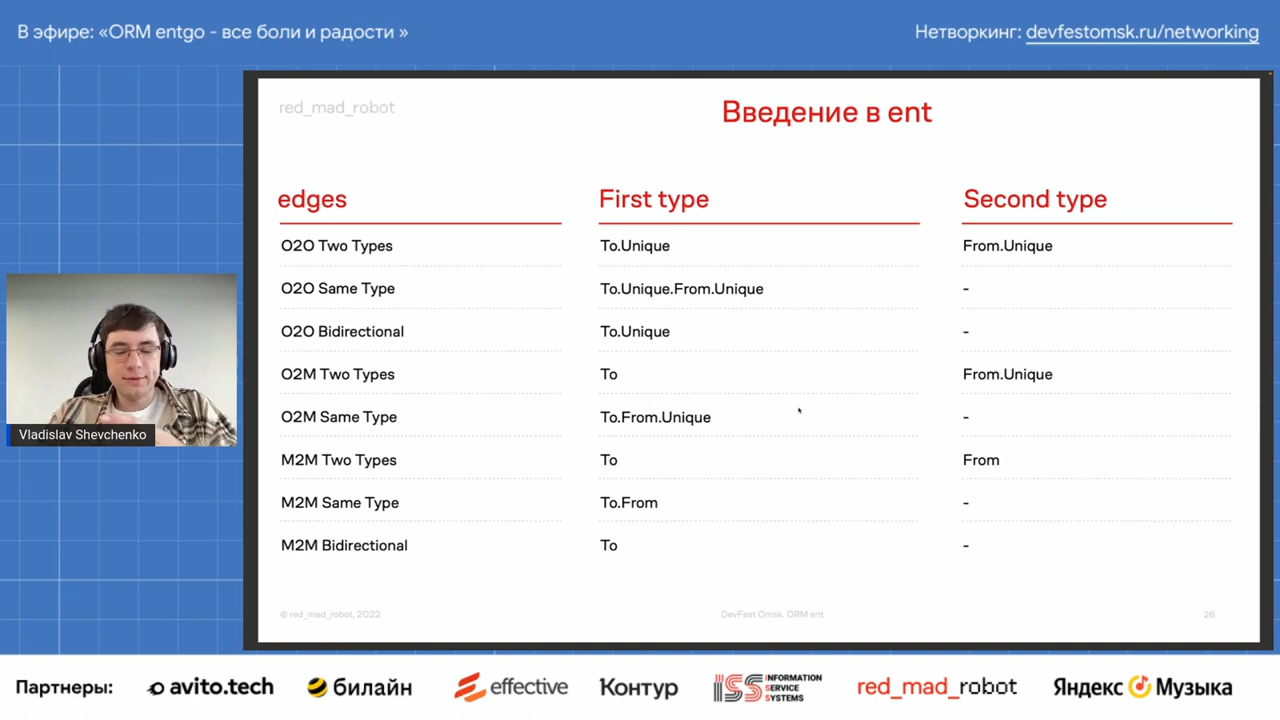 В эфире: «ORM entgo - все боли и радости »
Нетворкинг: devfestomsk.ru/networking
red_mad_robot
Введение в ent
edges First type Second type
O2O Two Types To.Unique From.Unique
O2O Same Type To.Unique.From.Unique -
O2O Bidirectional To.Unique -
O2M Two Types To From.Unique
O2M Same Type To.From.Unique -
M2M Two Types To From
M2M Same Type To.From -
M2M Bidirectional To -
© red_mad_robot, 2022 DevFest Omsk. ORM ent 26
Vladislav Shevchenko
Партнеры: avito.tech билайн effective Контур ISS INFORMATION SERVICE SYSTEMS red_mad_robot Яндекс Музыка